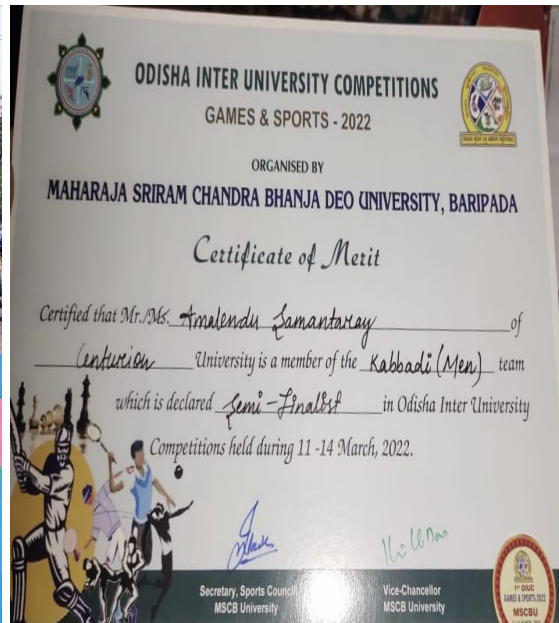 ODISHA INTER UNIVERSITY COMPETITIONS
GAMES & SPORTS - 2022
ORGANISED BY
MAHARAJA SRIRAM CHANDRA BHANJA DEO UNIVERSITY, BARIPADA
Certificate of Merit
Certified that Mr./Ms. Amalendu Samantaray of
Centurion University is a member of the Kabbadi (Men) team
which is declared Semi-Finalist in Odisha Inter University
Competitions held during 11 -14 March, 2022.
Secretary, Sports Council
MSCB University
Vice-Chancellor
MSCB University
1st OIUC
GAMES & SPORTS-2022
MSCBU